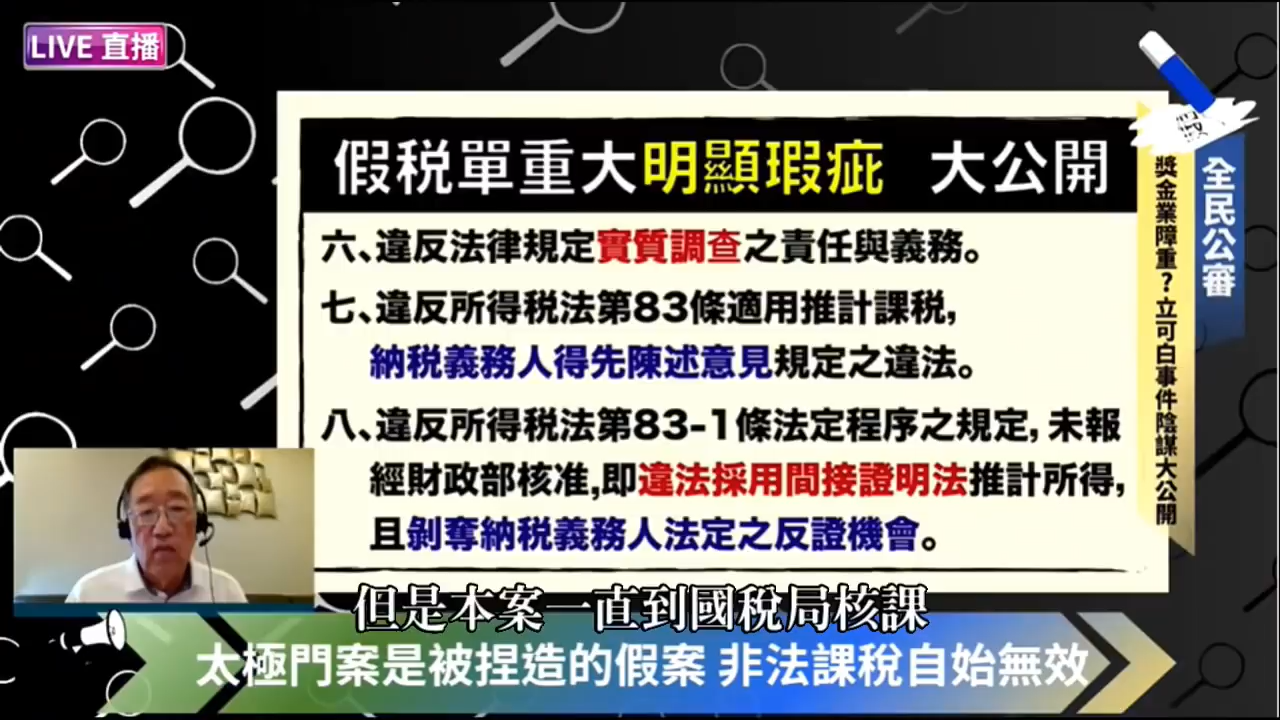 LIVE 直播
假稅單重大明顯瑕疵 大公開
六、違反法律規定實質調查之責任與義務。
七、違反所得稅法第83條適用推計課稅,
納稅義務人得先陳述意見規定之違法。
八、違反所得稅法第83-1條法定程序之規定, 未報
經財政部核准,即違法採用間接證明法推計所得,
且剝奪納稅義務人法定之反證機會。
全民公審
獎金業障重?立可白事件陰謀大公開
但是本案一直到國稅局核課
太極門案是被捏造的假案 非法課稅自始無效